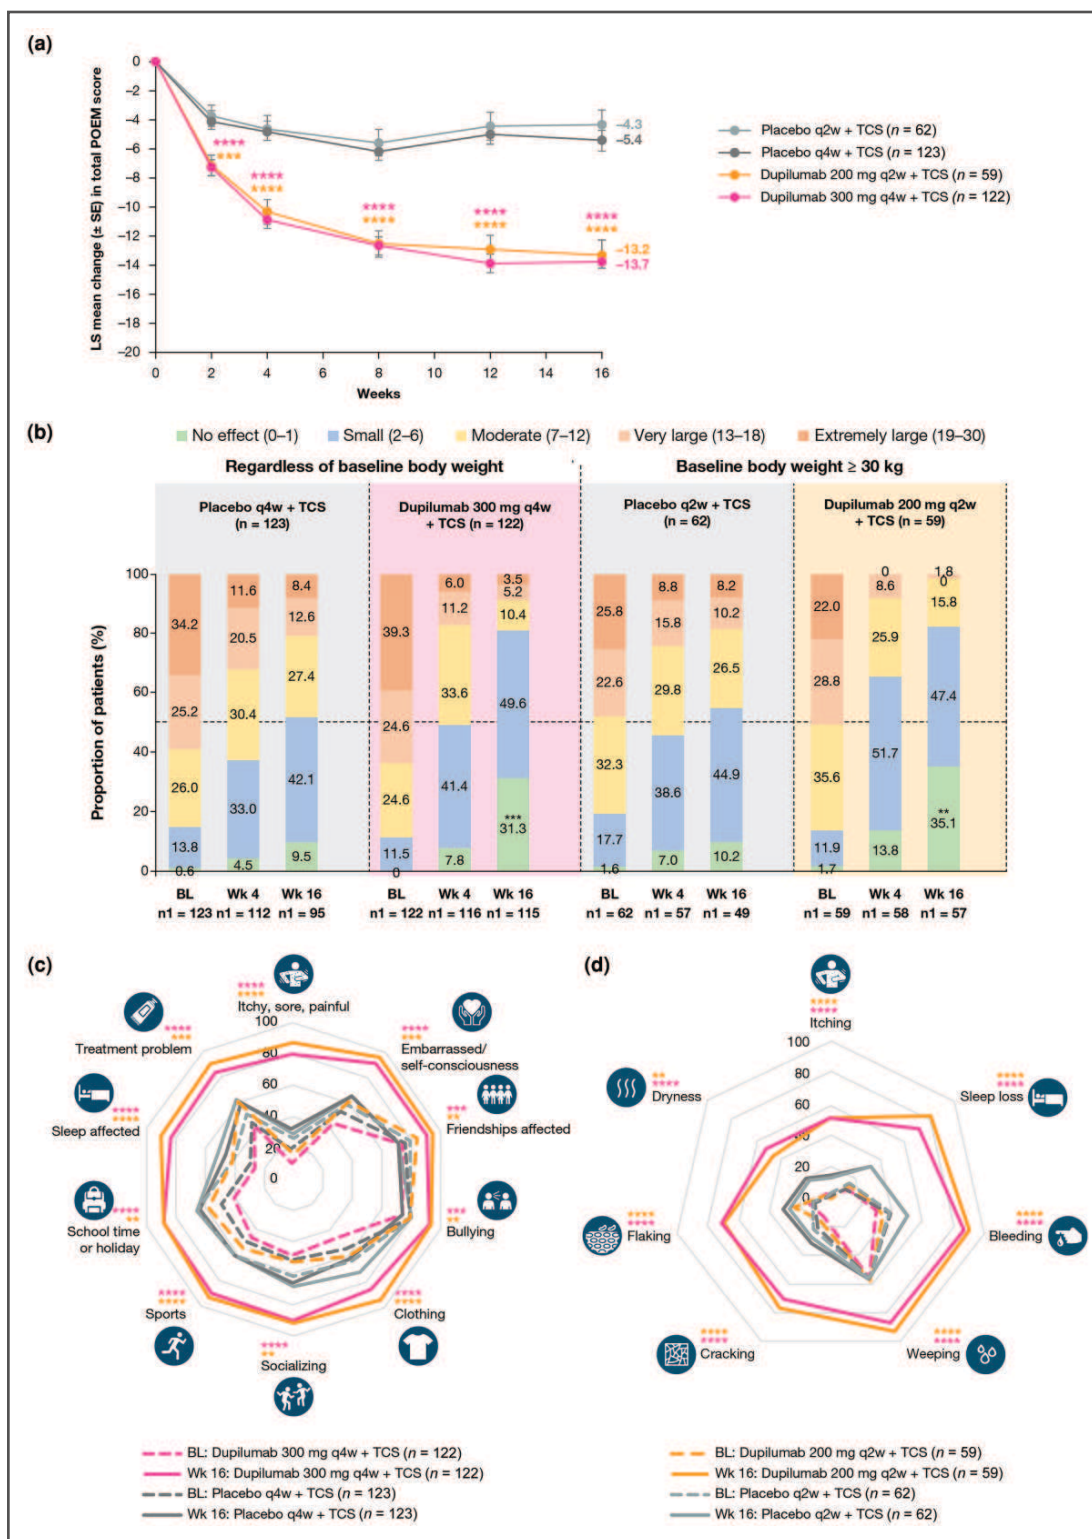 (a)
0
−2
−4
−6
−8
−10
−12
−14
−16
−18
−20
LS mean change (± SE) in total POEM score
0 2 4 6 8 10 12 14 16
Weeks
****
***
****
****
****
****
****
****
****
****
−4.3
−5.4
−13.2
−13.7
Placebo q2w + TCS (n = 62)
Placebo q4w + TCS (n = 123)
Dupilumab 200 mg q2w + TCS (n = 59)
Dupilumab 300 mg q4w + TCS (n = 122)
(b)
No effect (0–1) Small (2–6) Moderate (7–12) Very large (13–18) Extremely large (19–30)
Regardless of baseline body weight
Baseline body weight ≥ 30 kg
Placebo q4w + TCS
(n = 123)
Dupilumab 300 mg q4w
+ TCS (n = 122)
Placebo q2w + TCS
(n = 62)
Dupilumab 200 mg q2w
+ TCS (n = 59)
Proportion of patients (%)
100
80
60
40
20
0
34.2
25.2
26.0
13.8
0.6
11.6
20.5
30.4
33.0
4.5
8.4
12.6
27.4
42.1
9.5
39.3
24.6
24.6
11.5
0
6.0
11.2
33.6
41.4
7.8
3.5
5.2
10.4
49.6
***
31.3
25.8
22.6
32.3
17.7
1.6
8.8
15.8
29.8
38.6
7.0
8.2
10.2
26.5
44.9
10.2
22.0
28.8
35.6
11.9
1.7
0
8.6
25.9
51.7
13.8
1.8
0
15.8
47.4
**
35.1
BL Wk 4 Wk 16 BL Wk 4 Wk 16 BL Wk 4 Wk 16 BL Wk 4 Wk 16
n1 = 123 n1 = 112 n1 = 95 n1 = 122 n1 = 116 n1 = 115 n1 = 62 n1 = 57 n1 = 49 n1 = 59 n1 = 58 n1 = 57
(c)
****
****
Itchy, sore, painful
****
***
Embarrassed/
self-consciousness
***
**
Friendships affected
***
**
Bullying
****
****
Clothing
****
**
Socializing
****
****
Sports
****
**
School time
or holiday
****
****
Sleep affected
****
***
Treatment problem
100
80
60
40
20
0
BL: Dupilumab 300 mg q4w + TCS (n = 122)
Wk 16: Dupilumab 300 mg q4w + TCS (n = 122)
BL: Placebo q4w + TCS (n = 123)
Wk 16: Placebo q4w + TCS (n = 123)
(d)
****
****
Itching
****
****
Sleep loss
****
****
Bleeding
****
****
Weeping
****
****
Cracking
****
****
Flaking
**
****
Dryness
100
80
60
40
20
0
BL: Dupilumab 200 mg q2w + TCS (n = 59)
Wk 16: Dupilumab 200 mg q2w + TCS (n = 59)
BL: Placebo q2w + TCS (n = 62)
Wk 16: Placebo q2w + TCS (n = 62)